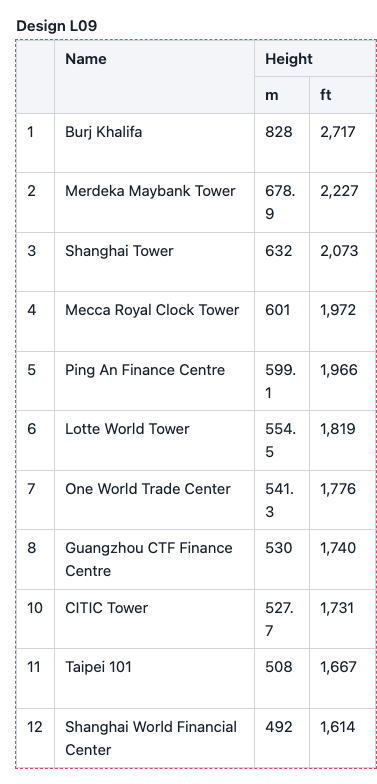 Design L09
Name Height
m ft
1 Burj Khalifa 828 2,717
2 Merdeka Maybank Tower 678. 2,227
9
3 Shanghai Tower 632 2,073
4 Mecca Royal Clock Tower 601 1,972
5 Ping An Finance Centre 599. 1,966
1
6 Lotte World Tower 554. 1,819
5
7 One World Trade Center 541. 1,776
3
8 Guangzhou CTF Finance 530 1,740
Centre
10 CITIC Tower 527. 1,731
7
11 Taipei 101 508 1,667
12 Shanghai World Financial 492 1,614
Center